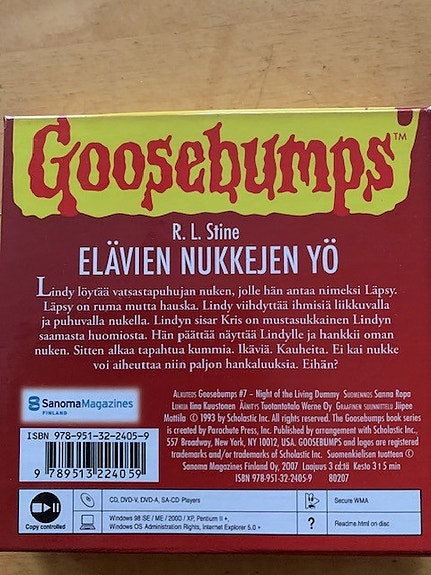 Goosebumps™
R. L. Stine
ELÄVIEN NUKKEJEN YÖ
Lindy löytää vatsastapuhujan nuken, jolle hän antaa nimeksi Läpsy.
Läpsy on ruma mutta hauska. Lindy viihdyttää ihmisiä liikkuvalla
ja puhuvalla nukella. Lindyn sisar Kris on mustasukkainen Lindyn
saamasta huomiosta. Hän päättää näyttää Lindylle ja hankkii oman
nuken. Sitten alkaa tapahtua kummia. Ikäviä. Kauheita. Ei kai nukke
voi aiheuttaa niin paljon hankaluuksia. Eihän?
SanomaMagazines
FINLAND
ISBN 978-951-32-2405-9
9 789513 224059
ALKUTEOS Goosebumps #7 – Night of the Living Dummy SUOMENNOS Sanna Ropa
LUKIJA Iina Kuustonen ÄÄNITYS Tuotantotalo Werne Oy GRAAFINEN SUUNNITTELU Jiipee
Mattila © 1993 by Scholastic Inc. All rights reserved. The Goosebumps book series
is created by Parachute Press, Inc. Published by arrangement with Scholastic Inc.,
557 Broadway, New York, NY 10012, USA. GOOSEBUMPS and logos are registered
trademarks and/or trademarks of Scholastic Inc. Suomenkielisen tuotteen ©
Sanoma Magazines Finland Oy, 2007 Laajuus 3 cd:tä Kesto 3 t 5 min
ISBN 978-951-32-2405-9 80207
Copy controlled
CD, DVD-V, DVD-A, SA-CD Players
Windows 98 SE / ME / 2000 / XP, Pentium II +,
Windows OS Administration Rights, Internet Explorer 5.0 +
Secure WMA
?
Readme.html on disc